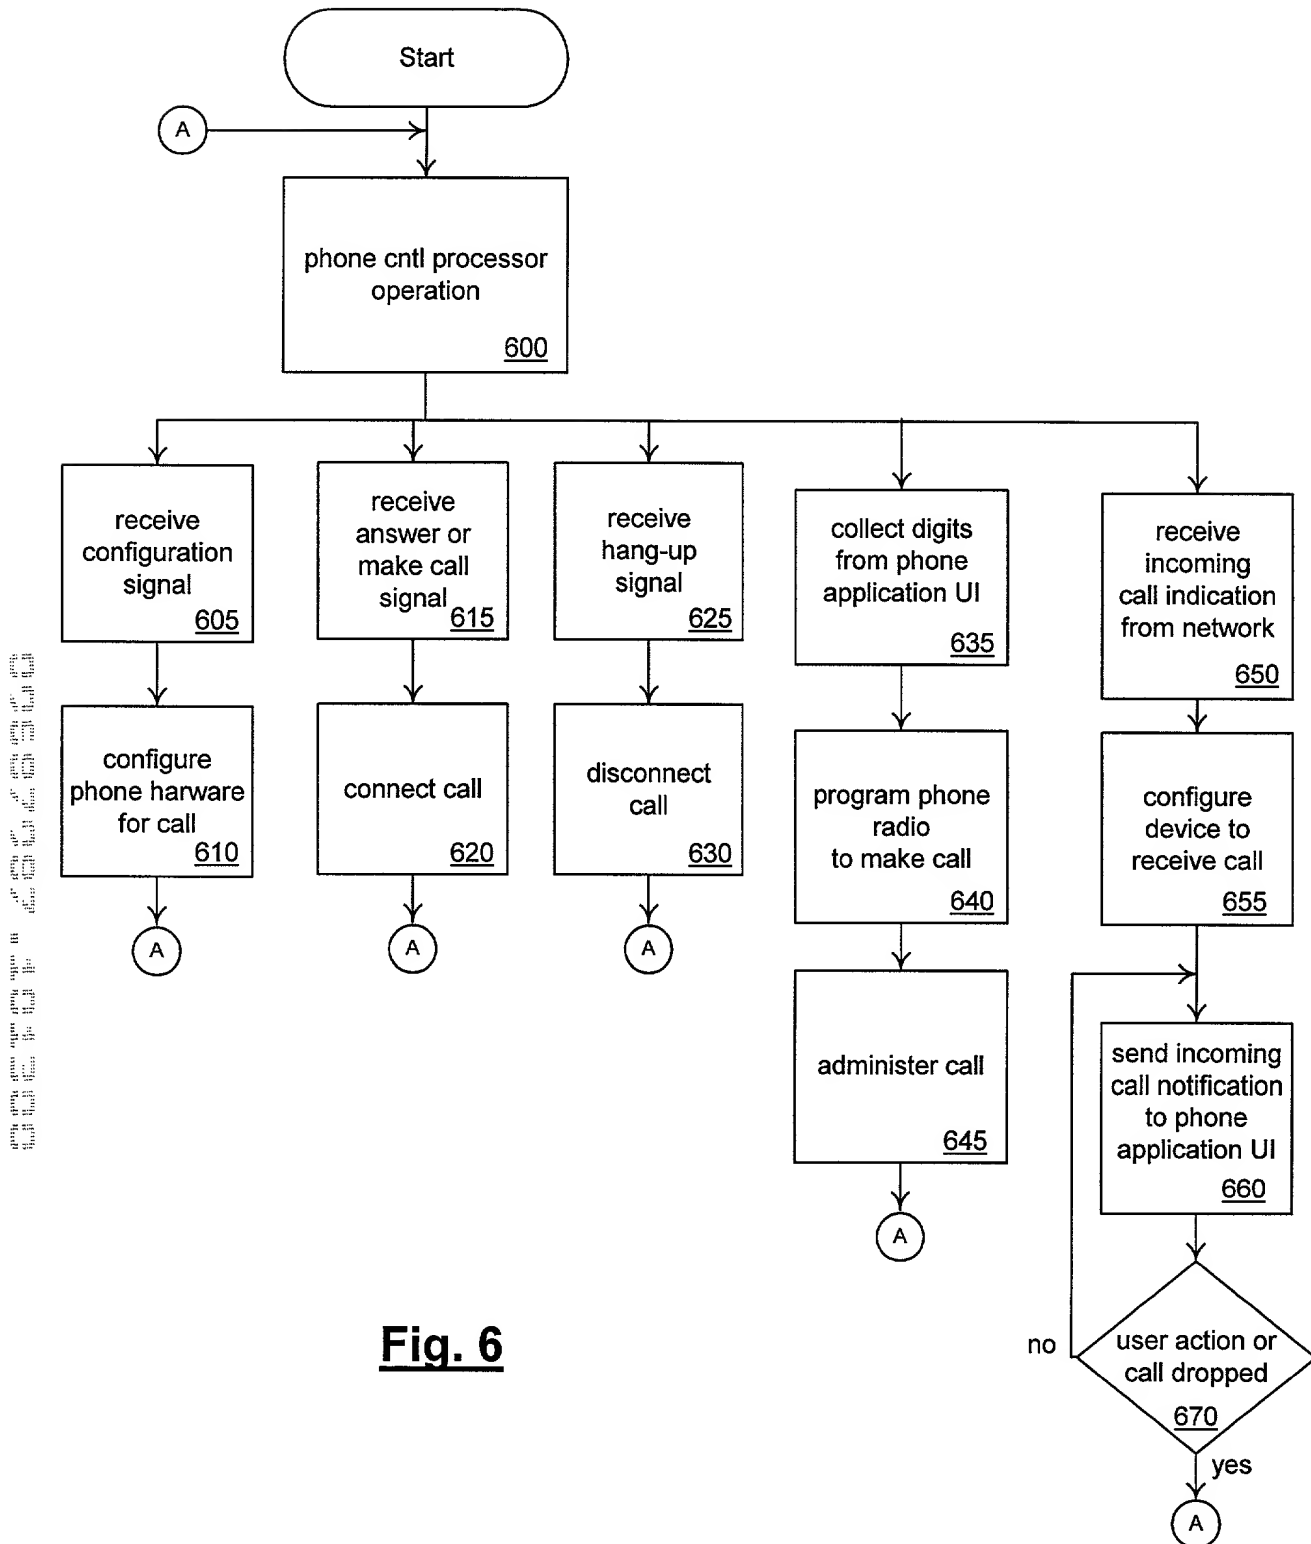 Start
A
phone cntl processor
operation
600
receive
configuration
signal
605
receive
answer or
make call
signal
615
receive
hang-up
signal
625
collect digits
from phone
application UI
635
receive
incoming
call indication
from network
650
configure
phone harware
for call
610
connect call
620
disconnect
call
630
program phone
radio
to make call
640
configure
device to
receive call
655
A
A
A
administer call
645
send incoming
call notification
to phone
application UI
660
A
no
user action or
call dropped
670
yes
A
Fig. 6